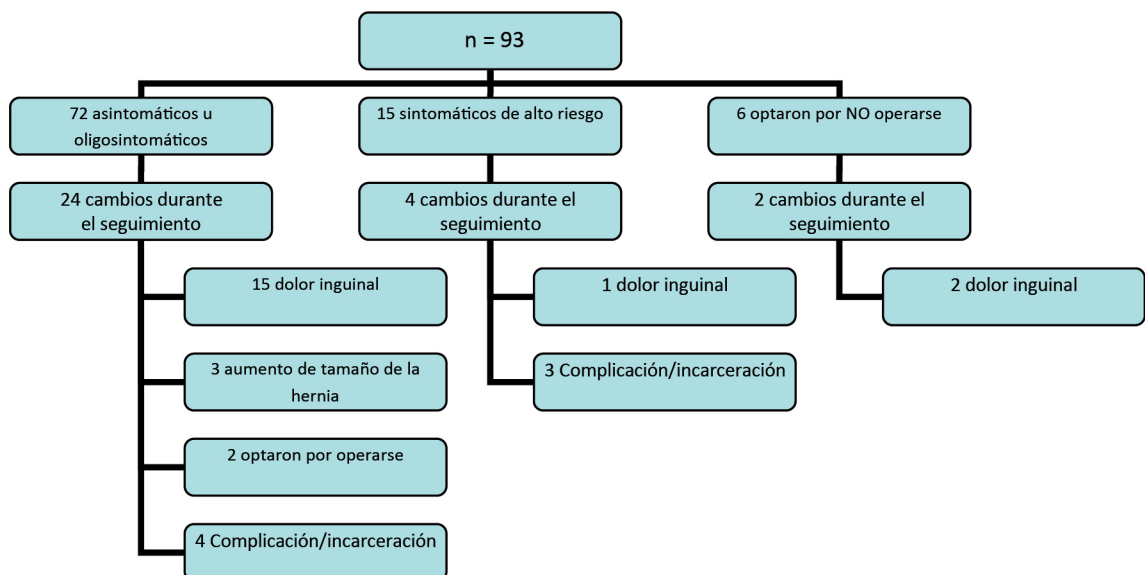 n = 93
72 asintomáticos u
oligosintomáticos
15 sintomáticos de alto riesgo
6 optaron por NO operarse
24 cambios durante
el seguimiento
4 cambios durante el
seguimiento
2 cambios durante el
seguimiento
15 dolor inguinal
1 dolor inguinal
2 dolor inguinal
3 aumento de tamaño de la
hernia
3 Complicación/incarceración
2 optaron por operarse
4 Complicación/incarceración